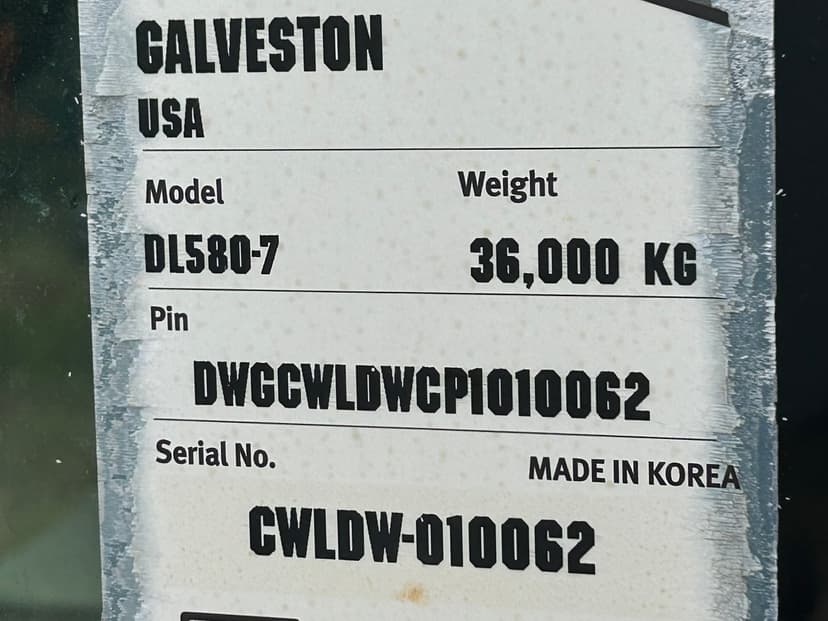 GALVESTON
USA
Model Weight
DL580-7 36,000 KG
Pin
DWGCWLDWCP1010062
Serial No. MADE IN KOREA
CWLDW-010062